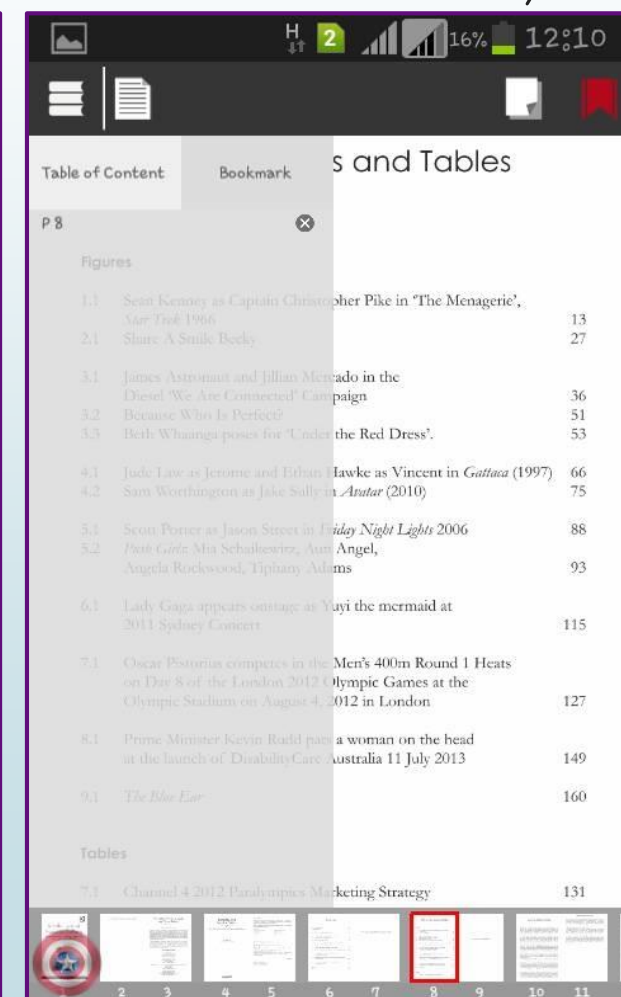 H 2 16% 12:10
s and Tables
Table of Content Bookmark
P 8
Figures
1.1 Sean Kenney as Captain Christopher Pike in ‘The Menagerie’,
Star Trek 1966 13
2.1 Share A Smile Becky 27
3.1 James Astronaut and Jillian Mercado in the
Diesel ‘We Are Connected’ Campaign 36
3.2 Because Who Is Perfect? 51
3.3 Beth Whaanga poses for ‘Under the Red Dress’. 53
4.1 Jude Law as Jerome and Ethan Hawke as Vincent in Gattaca (1997) 66
4.2 Sam Worthington as Jake Sully in Avatar (2010) 75
5.1 Scott Porter as Jason Street in Friday Night Lights 2006 88
5.2 Push Girls: Mia Schaikewitz, Auti Angel,
Angela Rockwood, Tiphany Adams 93
6.1 Lady Gaga appears onstage as Yuyi the mermaid at
2011 Sydney Concert 115
7.1 Oscar Pistorius competes in the Men’s 400m Round 1 Heats
on Day 8 of the London 2012 Olympic Games at the
Olympic Stadium on August 4, 2012 in London 127
8.1 Prime Minister Kevin Rudd pats a woman on the head
at the launch of DisabilityCare Australia 11 July 2013 149
9.1 The Blue Ear 160
Tables
7.1 Channel 4 2012 Paralympics Marketing Strategy 131
1 2 3 4 5 6 7 8 9 10 11